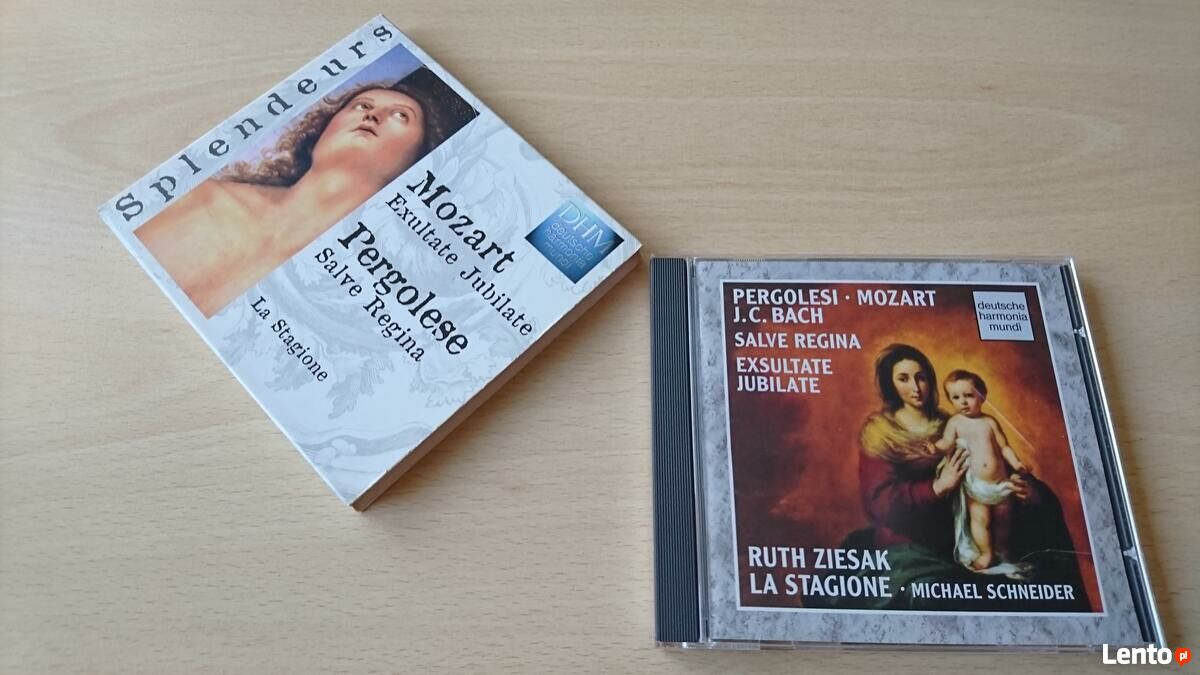 Splendeurs
Mozart
Exultate Jubilate
Pergolese
Salve Regina
La Stagione
DHM
deutsche
harmonia
mundi
PERGOLESI · MOZART
J.C. BACH
SALVE REGINA
EXSULTATE
JUBILATE
deutsche
harmonia
mundi
RUTH ZIESAK
LA STAGIONE · MICHAEL SCHNEIDER
Lento pl